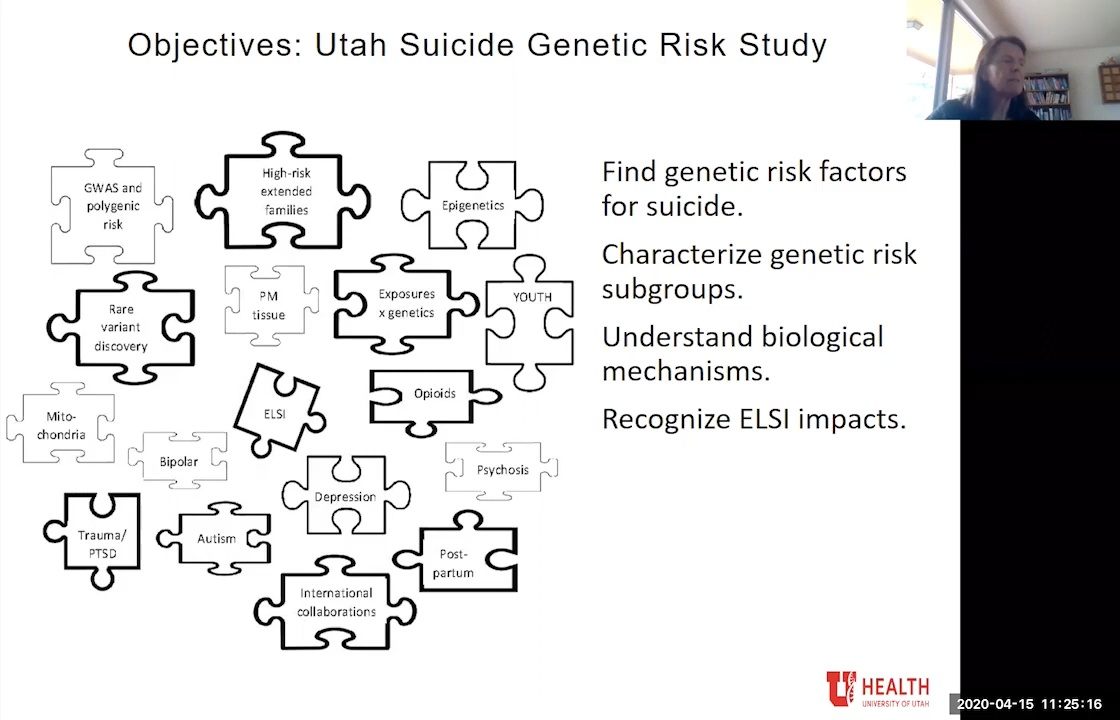 Objectives: Utah Suicide Genetic Risk Study
GWAS and
polygenic
risk
High-risk
extended
families
Epigenetics
Rare
variant
discovery
PM
tissue
Exposures
x genetics
YOUTH
Mito-
chondria
Bipolar
ELSI
Opioids
Depression
Psychosis
Trauma/
PTSD
Autism
Post-
partum
International
collaborations
Find genetic risk factors
for suicide.
Characterize genetic risk
subgroups.
Understand biological
mechanisms.
Recognize ELSI impacts.
U HEALTH
UNIVERSITY OF UTAH
2020-04-15 11:25:16